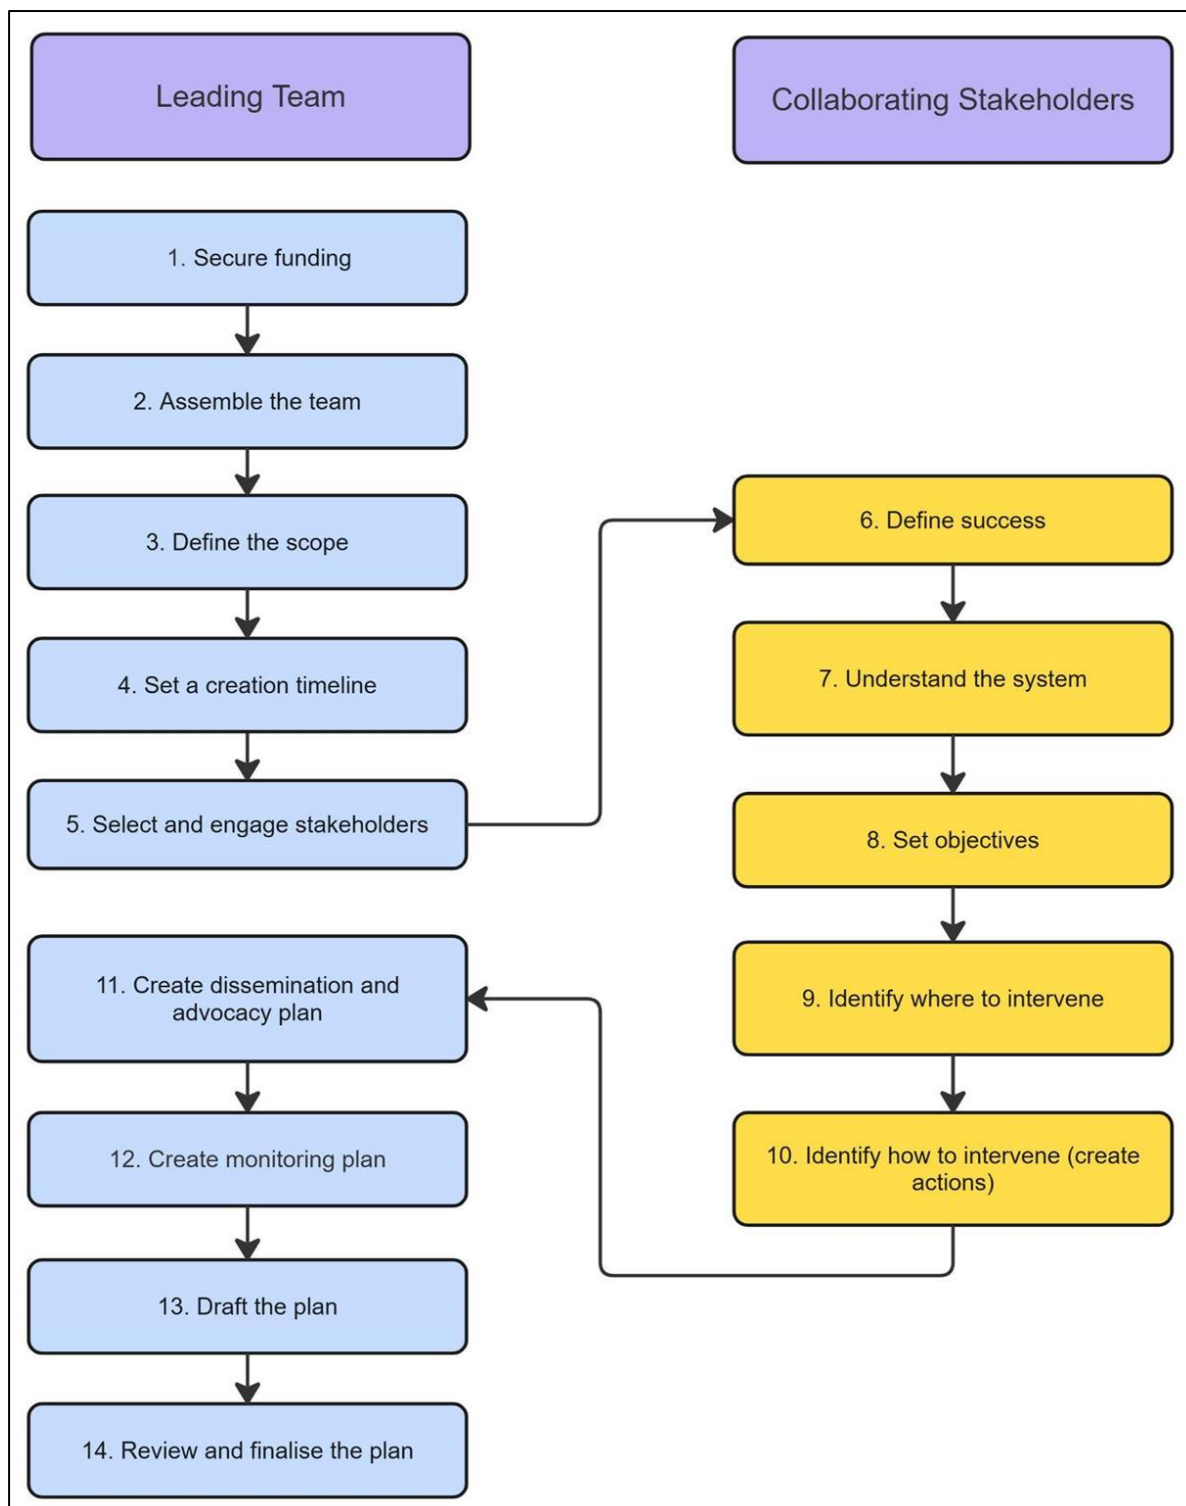 Leading Team
Collaborating Stakeholders
1. Secure funding
2. Assemble the team
3. Define the scope
4. Set a creation timeline
5. Select and engage stakeholders
6. Define success
7. Understand the system
8. Set objectives
9. Identify where to intervene
10. Identify how to intervene (create
actions)
11. Create dissemination and
advocacy plan
12. Create monitoring plan
13. Draft the plan
14. Review and finalise the plan